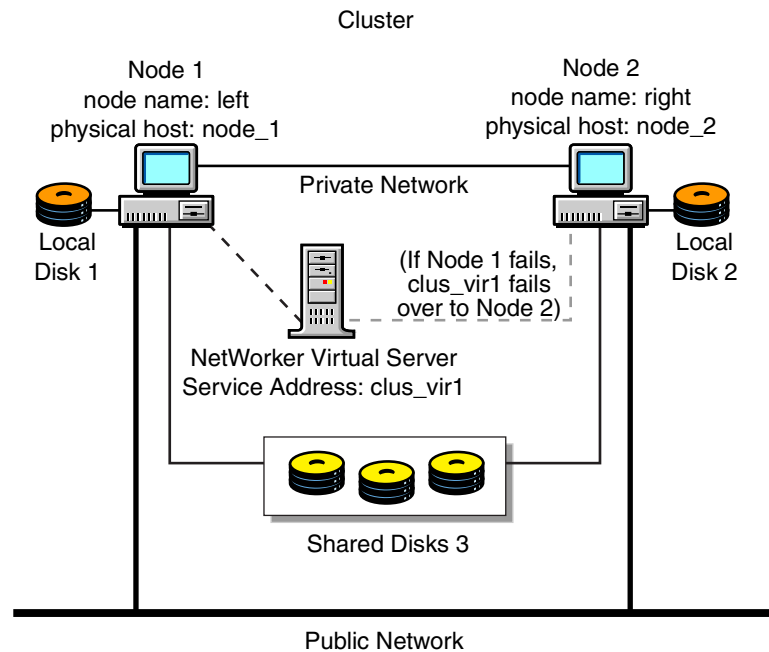 Cluster
Node 1
node name: left
physical host: node_1
Node 2
node name: right
physical host: node_2
Private Network
Local
Disk 1
(If Node 1 fails,
clus_vir1 fails
over to Node 2)
Local
Disk 2
NetWorker Virtual Server
Service Address: clus_vir1
Shared Disks 3
Public Network